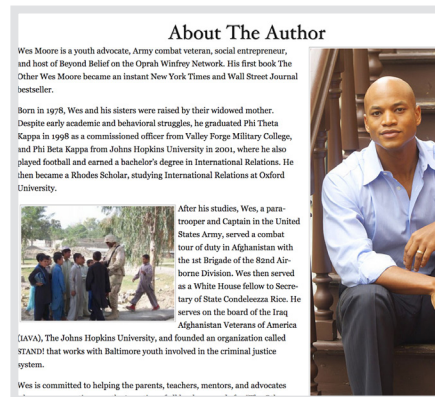 About The Author
Wes Moore is a youth advocate, Army combat veteran, social entrepreneur,
and host of Beyond Belief on the Oprah Winfrey Network. His first book The
Other Wes Moore became an instant New York Times and Wall Street Journal
bestseller.
Born in 1978, Wes and his sisters were raised by their widowed mother.
Despite early academic and behavioral struggles, he graduated Phi Theta
Kappa in 1998 as a commissioned officer from Valley Forge Military College,
and Phi Beta Kappa from Johns Hopkins University in 2001, where he also
played football and earned a bachelor's degree in International Relations. He
then became a Rhodes Scholar, studying International Relations at Oxford
University.
After his studies, Wes, a para-
trooper and Captain in the United
States Army, served a combat
tour of duty in Afghanistan with
the 1st Brigade of the 82nd Air-
borne Division. Wes then served
as a White House fellow to Secre-
tary of State Condeleezza Rice. He
serves on the board of the Iraq
Afghanistan Veterans of America
(IAVA), The Johns Hopkins University, and founded an organization called
STAND! that works with Baltimore youth involved in the criminal justice
system.
Wes is committed to helping the parents, teachers, mentors, and advocates